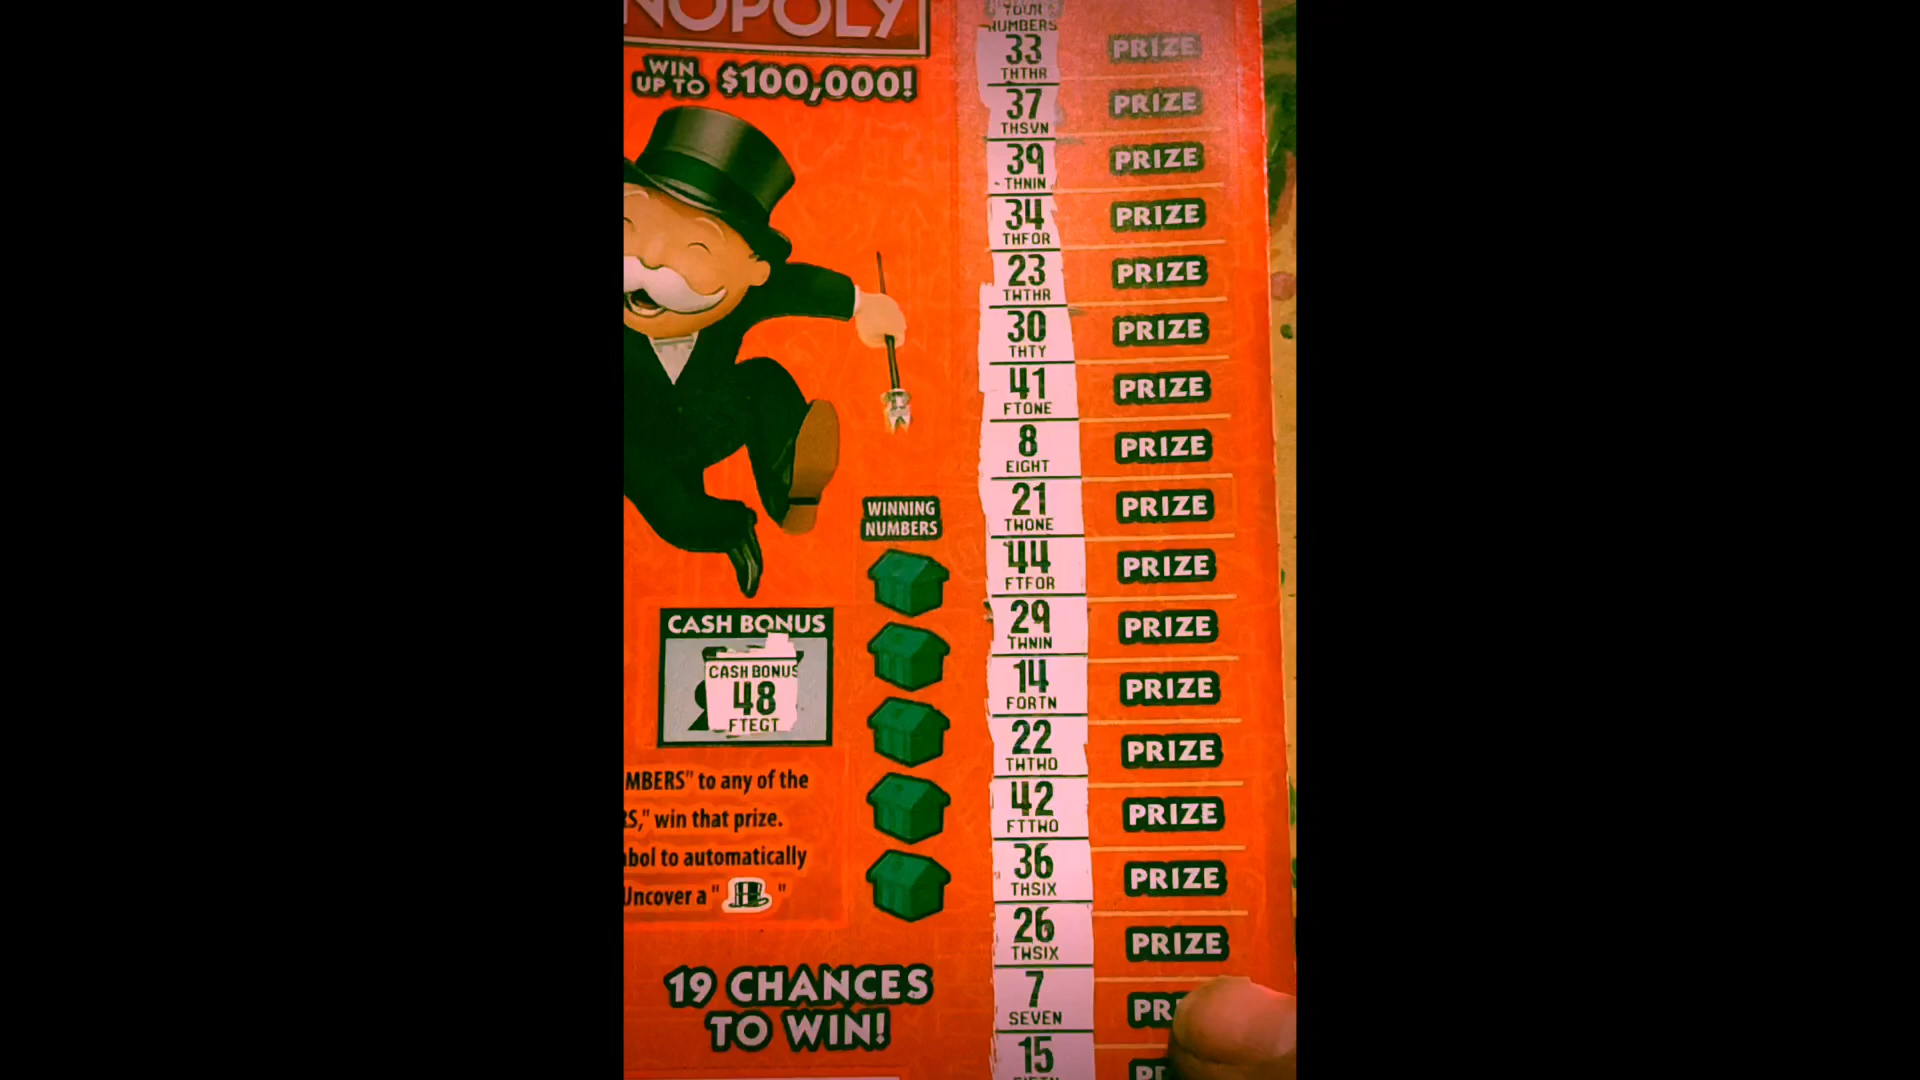 NOPOLY
WIN
UP TO $100,000!
WINNING
NUMBERS
CASH BONUS
CASH BONUS
48
FTEGT
MBERS" to any of the
S," win that prize.
bol to automatically
Uncover a " "
19 CHANCES
TO WIN!
YOUR
NUMBERS
33 PRIZE
THTHR
37 PRIZE
THSVN
39 PRIZE
THNIN
34 PRIZE
THFOR
23 PRIZE
TWTHR
30 PRIZE
THTY
41 PRIZE
FTONE
8 PRIZE
EIGHT
21 PRIZE
TWONE
44 PRIZE
FTFOR
29 PRIZE
TWNIN
14 PRIZE
FORTN
22 PRIZE
TWTWO
42 PRIZE
FTTWO
36 PRIZE
THSIX
26 PRIZE
TWSIX
7 PR
SEVEN
15